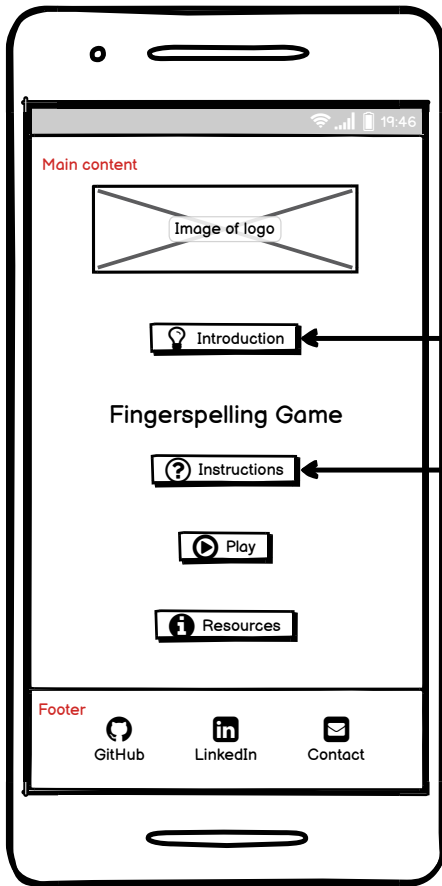 19:46
Main content
Image of logo
Introduction
Fingerspelling Game
Instructions
Play
Resources
Footer
GitHub LinkedIn Contact